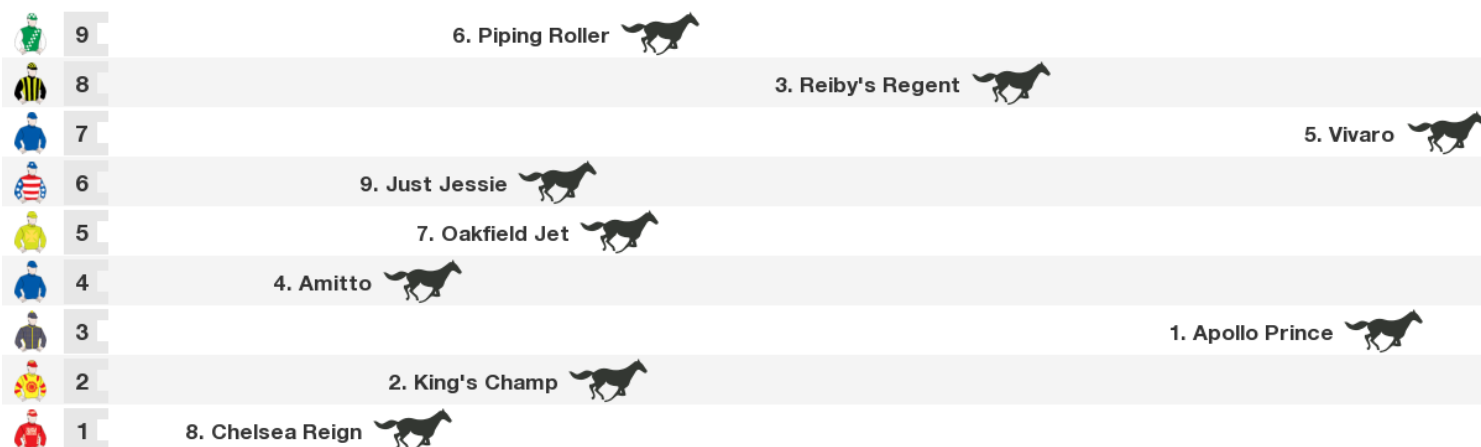 9 6. Piping Roller
8 3. Reiby's Regent
7 5. Vivaro
6 9. Just Jessie
5 7. Oakfield Jet
4 4. Amitto
3 1. Apollo Prince
2 2. King's Champ
1 8. Chelsea Reign